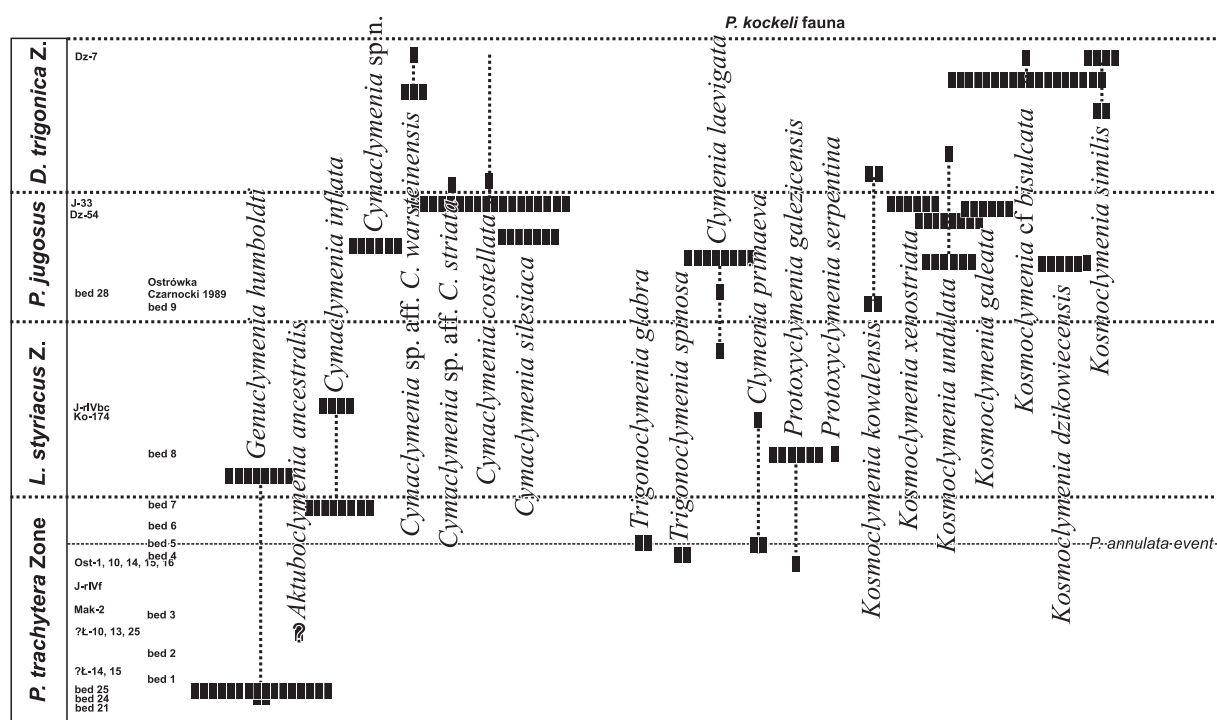 P. kockeli fauna
D. trigonica Z.
P. jugosus Z.
L. styriacus Z.
P. trachytera Zone
Dz-7
J-33
Dz-54
bed 28
Ostrówka
Czarnocki 1989
bed 9
J-rIVbc
Ko-174
bed 8
bed 7
bed 6
bed 5
bed 4
Ost-1, 10, 14, 15, 16
J-rIVf
Mak-2
bed 3
?Ł-10, 13, 25
bed 2
?Ł-14, 15
bed 1
bed 25
bed 24
bed 21
Genuclymenia humboldti
?Aktuboclymenia ancestralis
Cymaclymenia inflata
Cymaclymenia sp n.
Cymaclymenia sp. aff. C. warsteinensis
Cymaclymenia sp. aff. C. striata
Cymaclymenia costellata
Cymaclymenia silesiaca
Trigonoclymenia glabra
Trigonoclymenia spinosa
Clymenia laevigata
Clymenia primaeva
Protoxyclymenia galezicensis
Protoxyclymenia serpentina
Kosmoclymenia kowalensis
Kosmoclymenia xenostriata
Kosmoclymenia undulata
Kosmoclymenia galeata
Kosmoclymenia cf bisulcata
Kosmoclymenia dzikowiecensis
Kosmoclymenia similis
P. annulata event